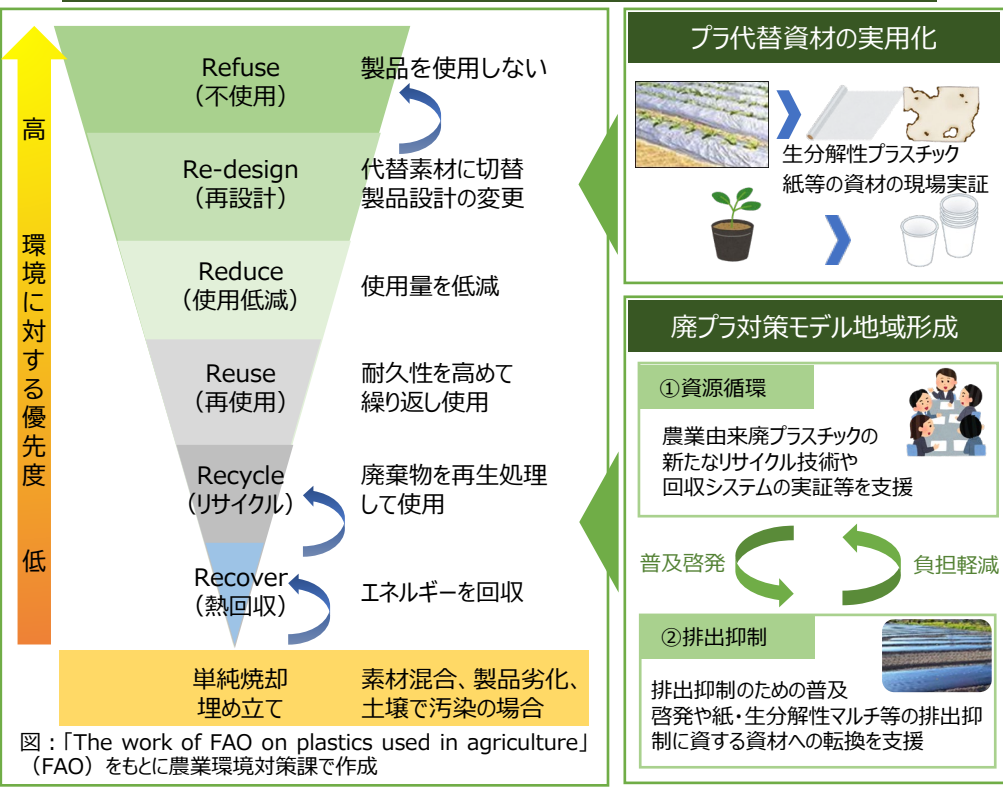 高
環境に対する優先度
低
Refuse
（不使用）
製品を使用しない
Re-design
（再設計）
代替素材に切替
製品設計の変更
Reduce
（使用低減）
使用量を低減
Reuse
（再使用）
耐久性を高めて
繰り返し使用
Recycle
（リサイクル）
廃棄物を再生処理
して使用
Recover
（熱回収）
エネルギーを回収
単純焼却
埋め立て
素材混合、製品劣化、
土壌で汚染の場合
図：「The work of FAO on plastics used in agriculture」
（FAO）をもとに農業環境対策課で作成
プラ代替資材の実用化
生分解性プラスチック
紙等の資材の現場実証
廃プラ対策モデル地域形成
①資源循環
農業由来廃プラスチックの
新たなリサイクル技術や
回収システムの実証等を支援
普及啓発
負担軽減
②排出抑制
排出抑制のための普及
啓発や紙・生分解性マルチ等の排出抑
制に資する資材への転換を支援